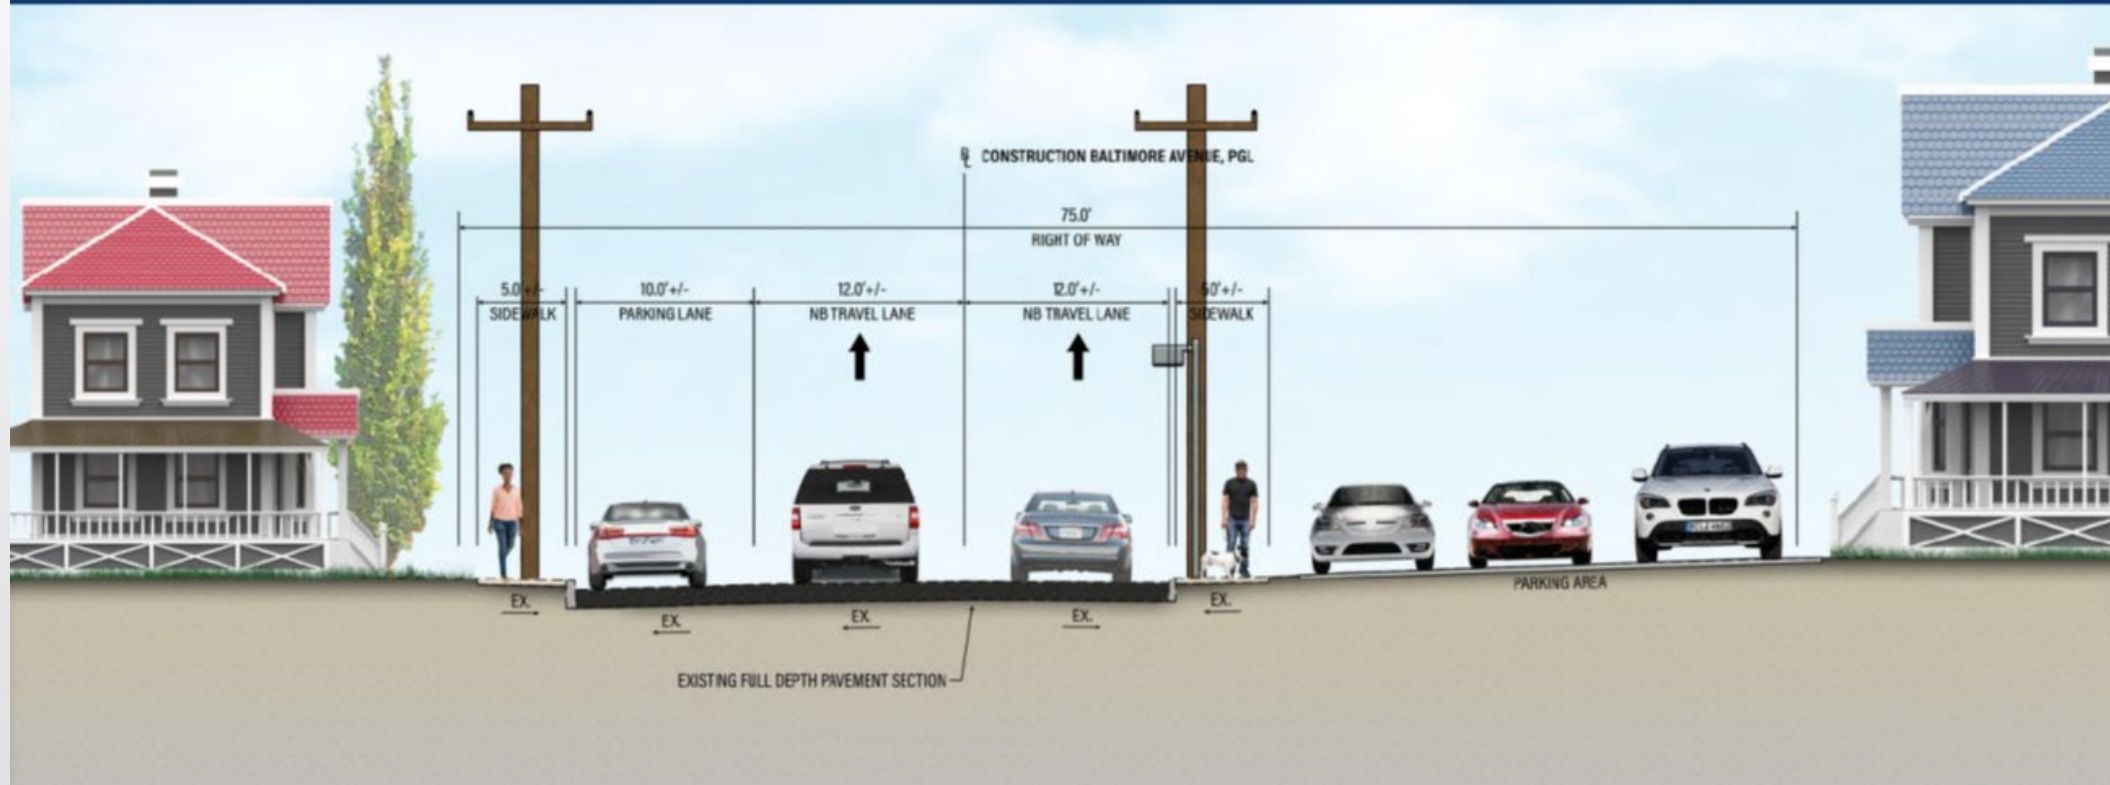 ℄ CONSTRUCTION BALTIMORE AVENUE, PGL
75.0'
RIGHT OF WAY
5.0'+/-
SIDEWALK
10.0'+/-
PARKING LANE
12.0'+/-
NB TRAVEL LANE
12.0'+/-
NB TRAVEL LANE
5.0'+/-
SIDEWALK
EX.
EX.
EX.
EX.
EX.
PARKING AREA
EXISTING FULL DEPTH PAVEMENT SECTION